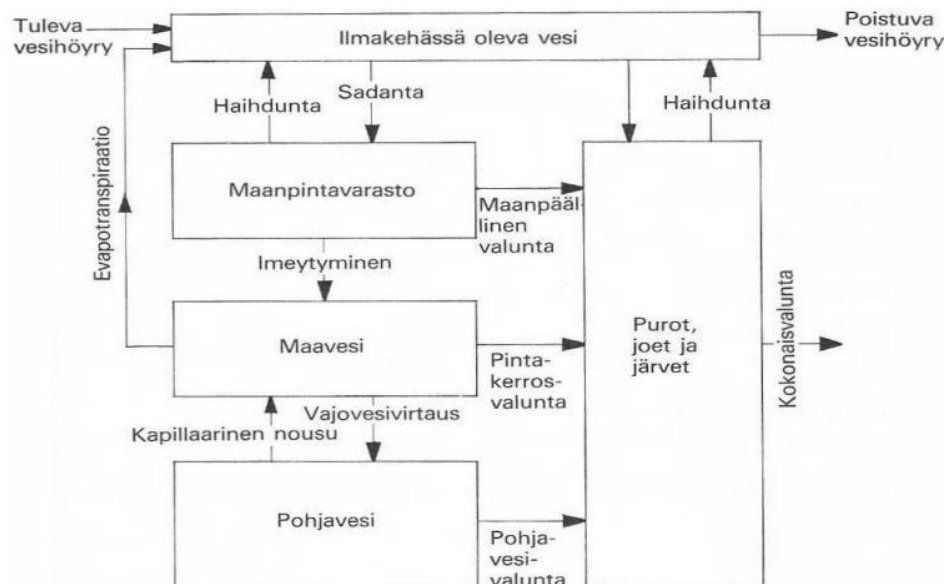 Tuleva
vesihöyry
Ilmakehässä oleva vesi
Poistuva
vesihöyry
Haihdunta
Sadanta
Haihdunta
Evapotranspiraatio
Maanpintavarasto
Maanpääl-
linen
valunta
Imeytyminen
Maavesi
Pinta-
kerros-
valunta
Purot,
joet ja
järvet
Kokonaisvalunta
Vajovesivirtaus
Kapillaarinen nousu
Pohjavesi
Pohja-
vesi-
valunta